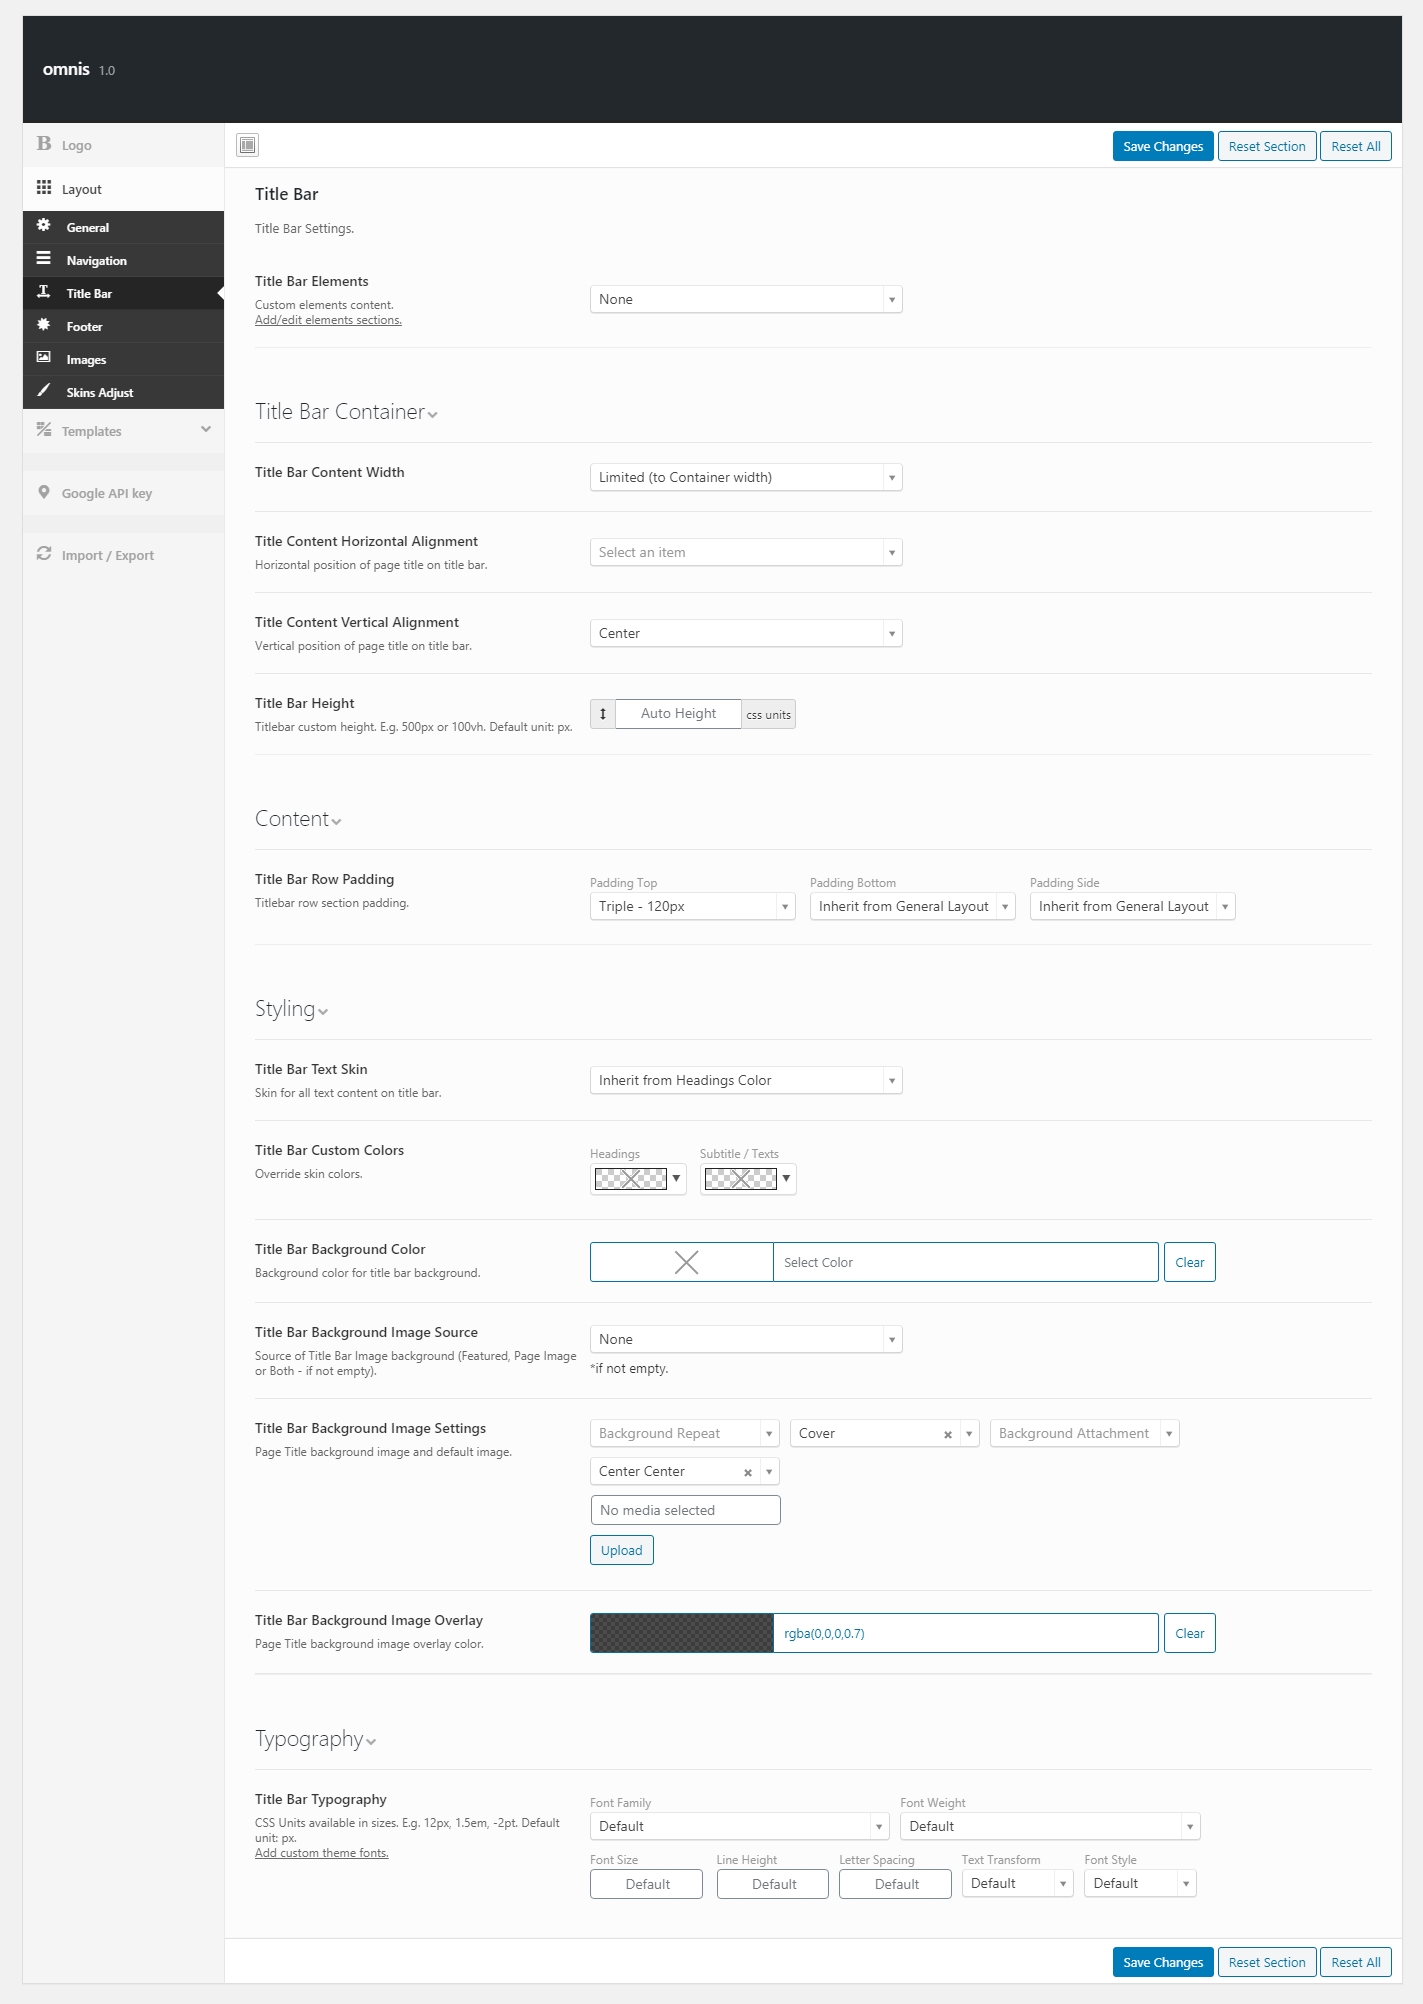 omnis 1.0
Logo
Layout
General
Navigation
Title Bar
Footer
Images
Skins Adjust
Templates
Google API key
Import / Export
Save Changes Reset Section Reset All
Title Bar
Title Bar Settings.
Title Bar Elements
Custom elements content.
Add/edit elements sections.
None
Title Bar Container
Title Bar Content Width
Limited (to Container width)
Title Content Horizontal Alignment
Horizontal position of page title on title bar.
Select an item
Title Content Vertical Alignment
Vertical position of page title on title bar.
Center
Title Bar Height
Titlebar custom height. E.g. 500px or 100vh. Default unit: px.
Auto Height css units
Content
Title Bar Row Padding
Titlebar row section padding.
Padding Top Padding Bottom Padding Side
Triple - 120px Inherit from General Layout Inherit from General Layout
Styling
Title Bar Text Skin
Skin for all text content on title bar.
Inherit from Headings Color
Title Bar Custom Colors
Override skin colors.
Headings Subtitle / Texts
Title Bar Background Color
Background color for title bar background.
Select Color Clear
Title Bar Background Image Source
Source of Title Bar Image background (Featured, Page Image
or Both - if not empty).
None
*if not empty.
Title Bar Background Image Settings
Page Title background image and default image.
Background Repeat Cover Background Attachment
Center Center
No media selected
Upload
Title Bar Background Image Overlay
Page Title background image overlay color.
rgba(0,0,0,0.7) Clear
Typography
Title Bar Typography
CSS Units available in sizes. E.g. 12px, 1.5em, -2pt. Default
unit: px.
Add custom theme fonts.
Font Family Font Weight
Default Default
Font Size Line Height Letter Spacing Text Transform Font Style
Default Default Default Default Default
Save Changes Reset Section Reset All